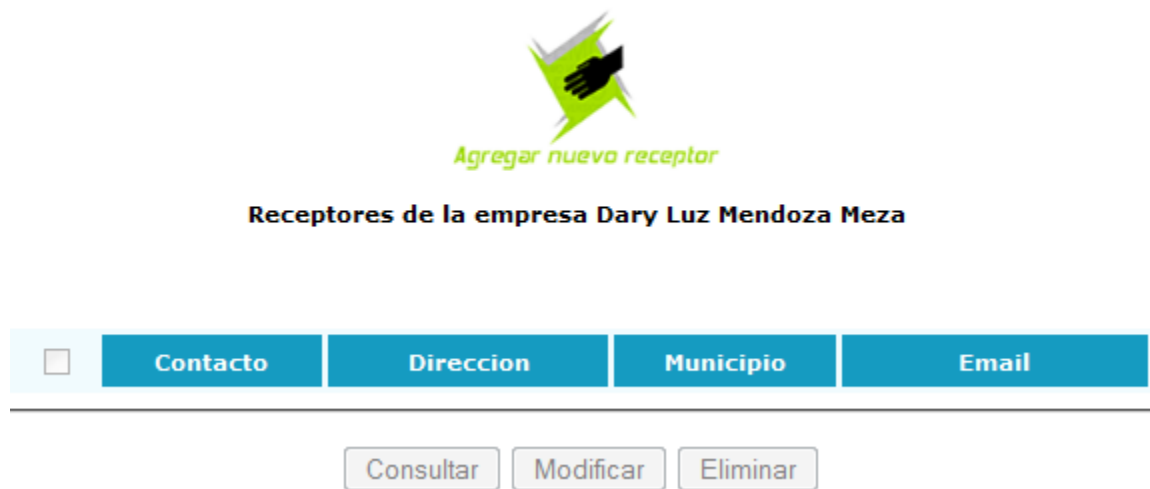 Agregar nuevo receptor
Receptores de la empresa Dary Luz Mendoza Meza
Contacto Direccion Municipio Email
Consultar Modificar Eliminar